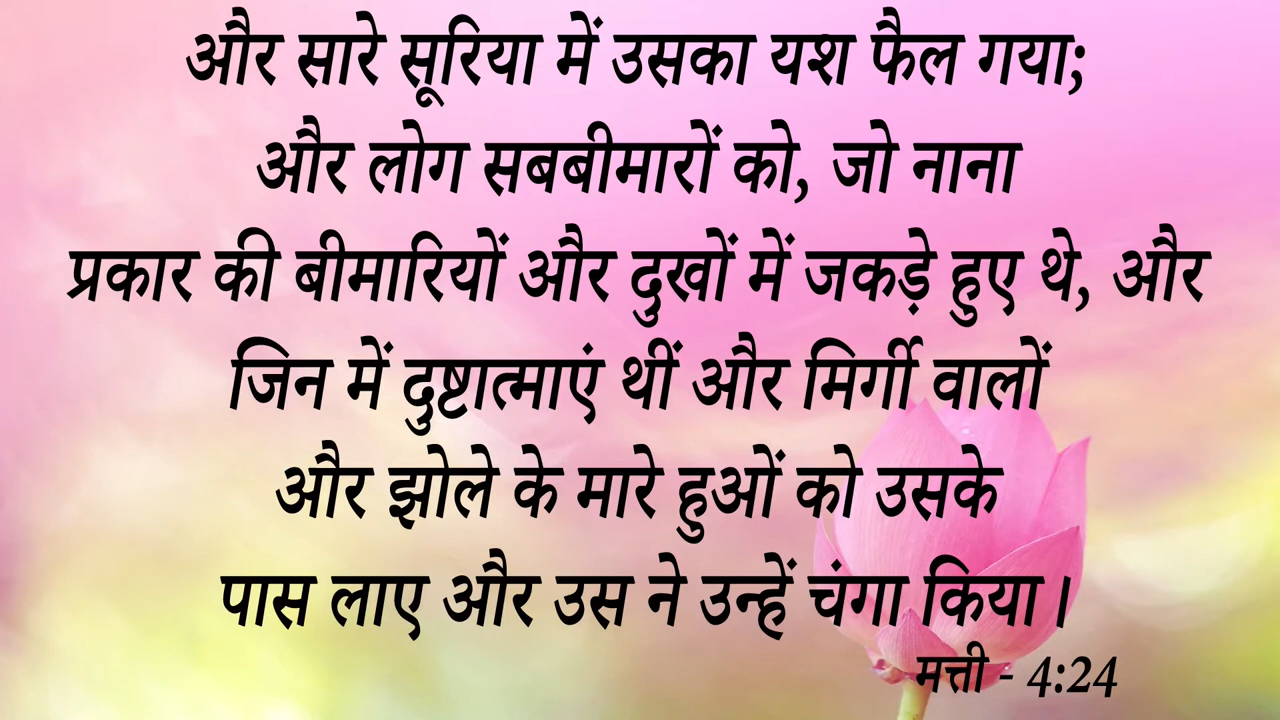 और सारे सूरिया में उसका यश फैल गया;
और लोग सबबीमारों को, जो नाना
प्रकार की बीमारियों और दुखों में जकड़े हुए थे, और
जिन में दुष्टात्माएं थीं और मिर्गी वालों
और झोले के मारे हुओं को उसके
पास लाए और उस ने उन्हें चंगा किया।
मत्ती - 4:24